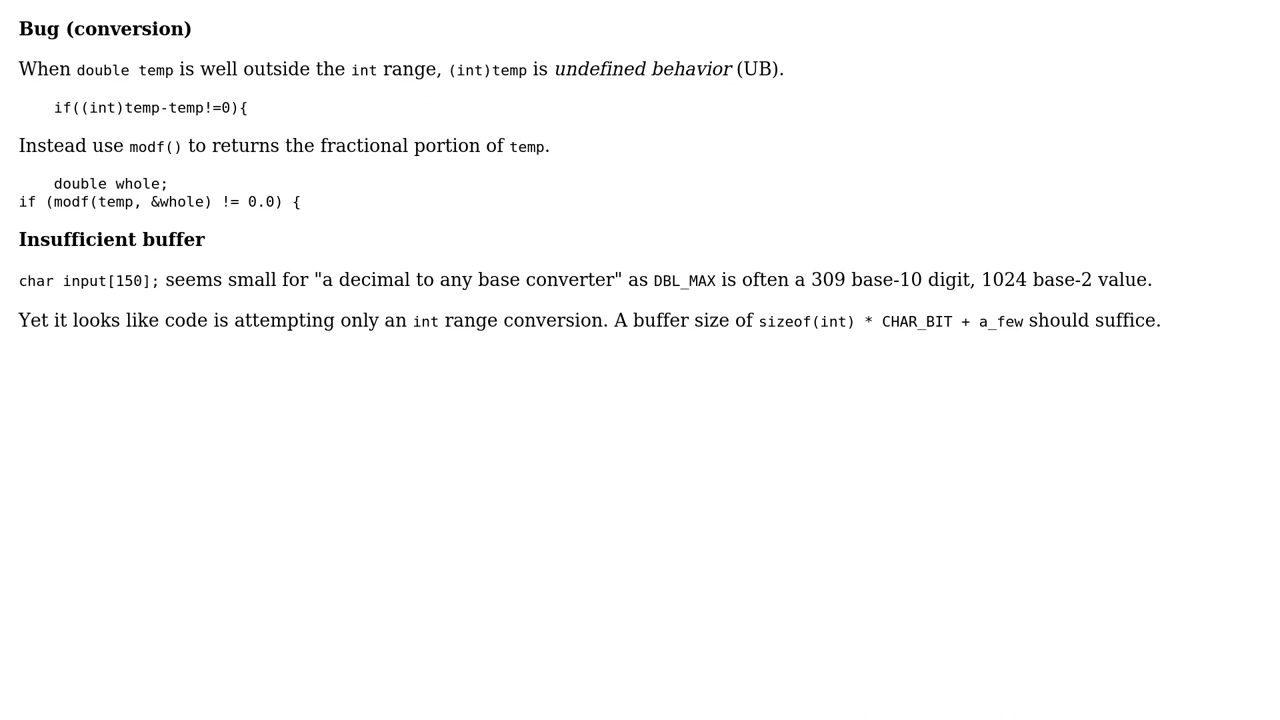 Bug (conversion)
When double temp is well outside the int range, (int)temp is undefined behavior (UB).
if((int)temp-temp!=0){
Instead use modf() to returns the fractional portion of temp.
double whole;
if (modf(temp, &whole) != 0.0) {
Insufficient buffer
char input[150]; seems small for "a decimal to any base converter" as DBL_MAX is often a 309 base-10 digit, 1024 base-2 value.
Yet it looks like code is attempting only an int range conversion. A buffer size of sizeof(int) * CHAR_BIT + a_few should suffice.